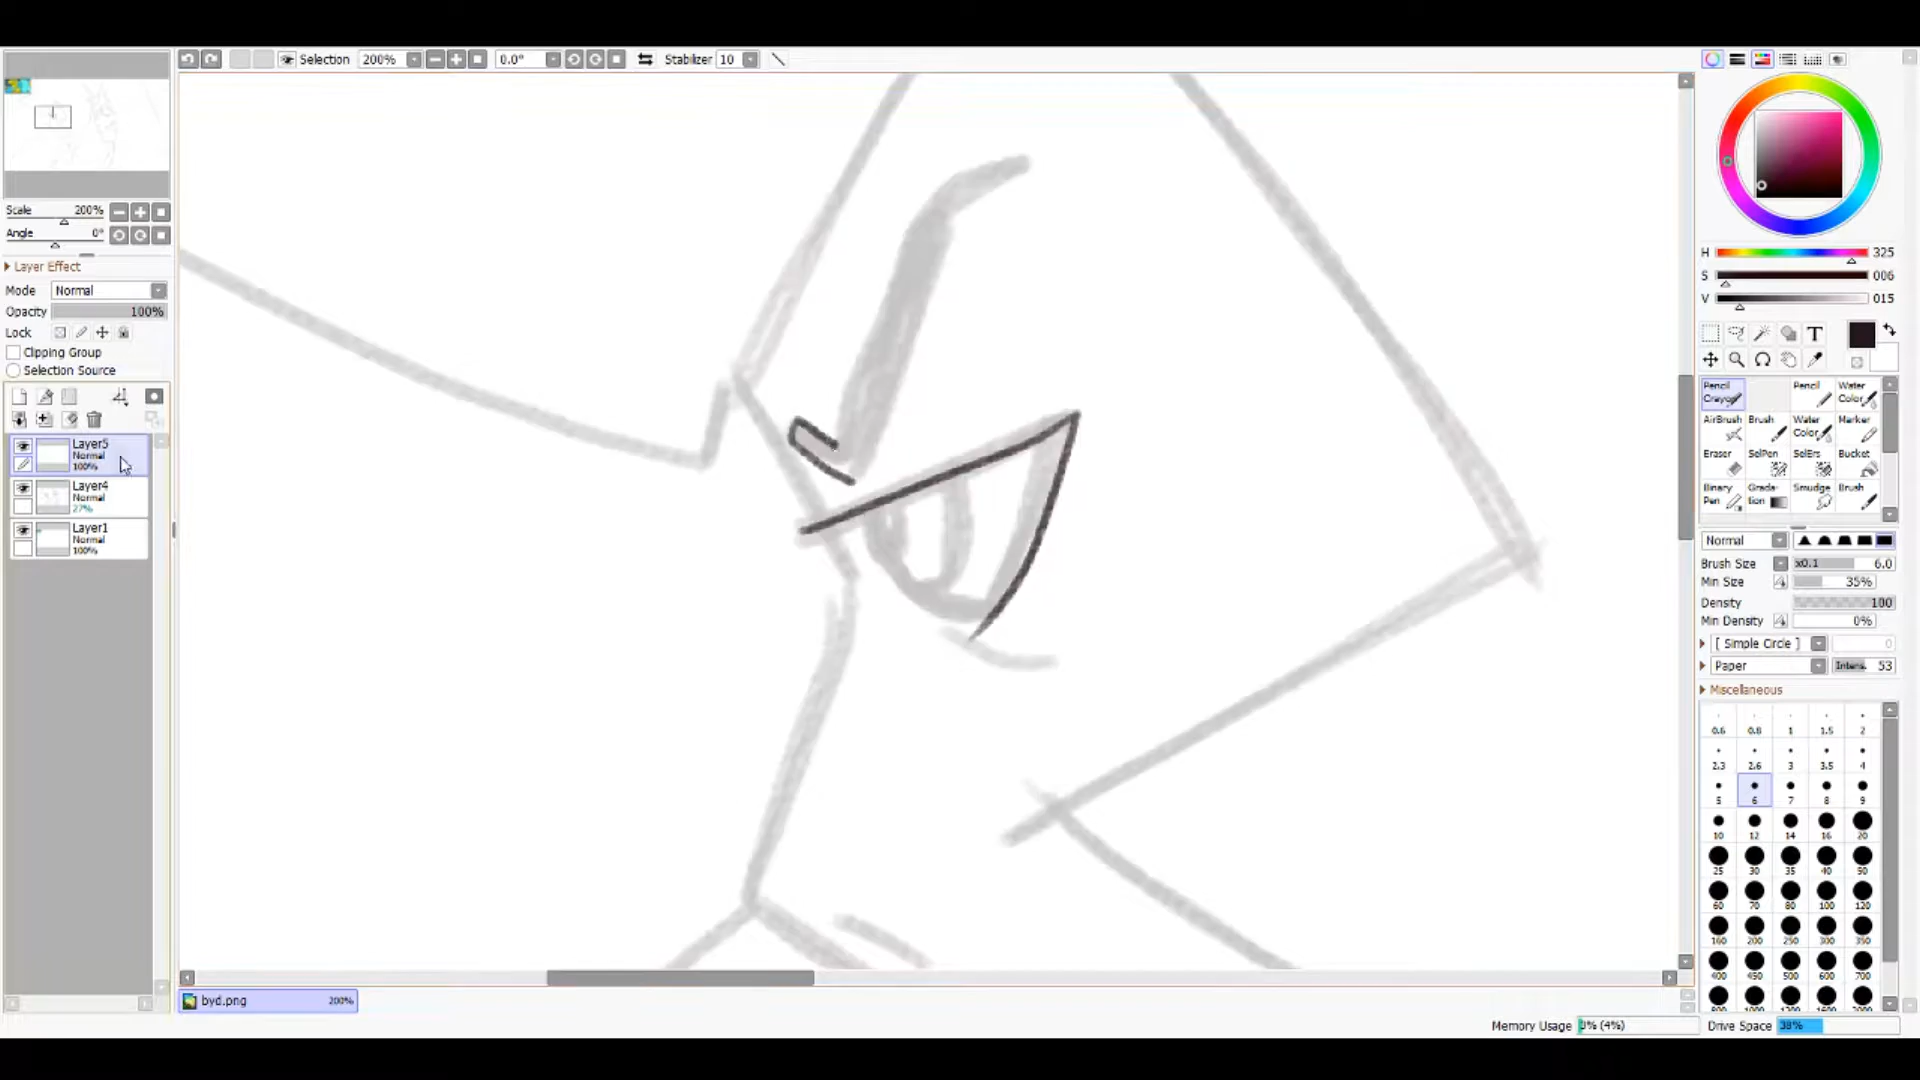 Selection 200% 0.0° Stabilizer 10
Scale 200%
Angle 0°
Layer Effect
Mode Normal
Opacity 100%
Lock
Clipping Group
Selection Source
Layer5
Normal
100%
Layer4
Normal
27%
Layer1
Normal
100%
byd.png 200%
H 325
S 006
V 015
T
Pencil Pencil Water
Crayon Color
AirBrush Brush Water Marker
Color
Eraser SelPen SelErs Bucket
Binary Grada- Smudge Brush
Pen tion
Normal
Brush Size x0.1 6.0
Min Size 35%
Density 100
Min Density 0%
[ Simple Circle ] 0
Paper Intens. 53
Miscellaneous
0.6 0.8 1 1.5 2
2.3 2.6 3 3.5 4
5 6 7 8 9
10 12 14 16 20
25 30 35 40 50
60 70 80 100 120
160 200 250 300 350
400 450 500 600 700
Memory Usage (4%) Drive Space 38%